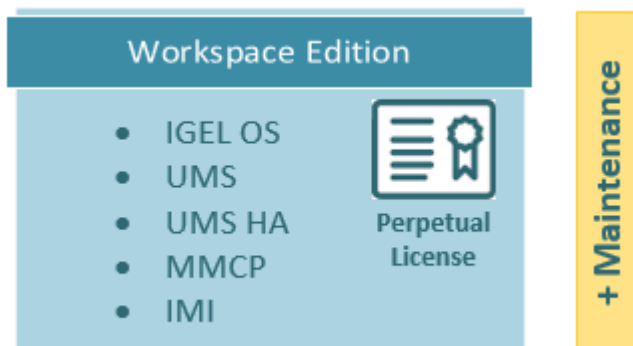 Workspace Edition
• IGEL OS
• UMS
• UMS HA
• MMCP
• IMI
Perpetual
License
+ Maintenance